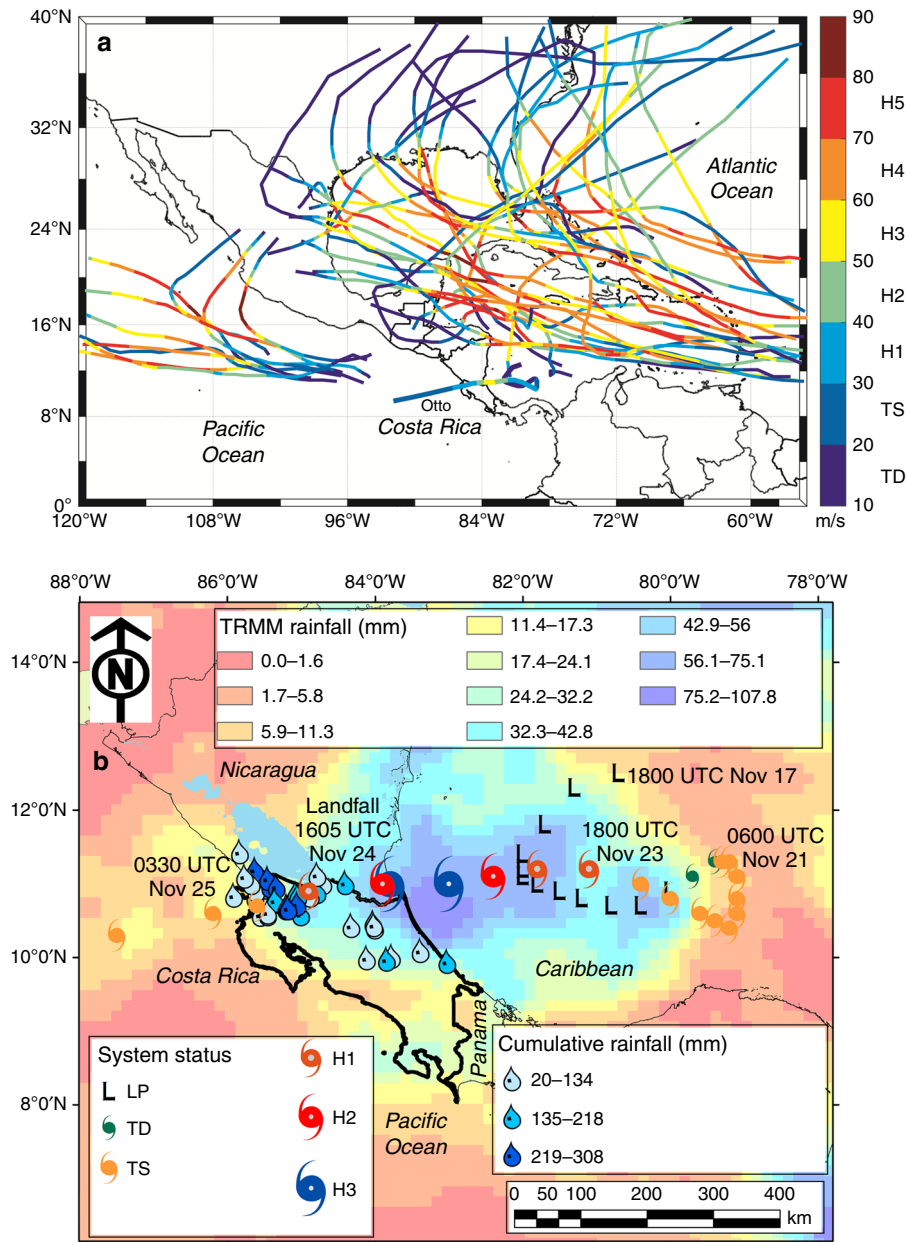 40°N
a
32°N
24°N
16°N
8°N
0°
120°W
108°W
96°W
84°W
72°W
60°W
Atlantic
Ocean
Pacific
Ocean
Otto
Costa Rica
90
80
H5
70
H4
60
H3
50
H2
40
H1
30
TS
20
TD
10
m/s
88°0′W
86°0′W
84°0′W
82°0′W
80°0′W
78°0′W
14°0′N
12°0′N
10°0′N
8°0′N
N
TRMM rainfall (mm)
0.0–1.6
1.7–5.8
5.9–11.3
11.4–17.3
17.4–24.1
24.2–32.2
32.3–42.8
42.9–56
56.1–75.1
75.2–107.8
b
Nicaragua
L 1800 UTC Nov 17
L
L
L
L
L
L
L
L
L
L
L
L
Landfall
1605 UTC
Nov 24
1800 UTC
Nov 23
0600 UTC
Nov 21
0330 UTC
Nov 25
Costa Rica
Caribbean
Panama
Pacific
Ocean
System status
L LP
TD
TS
H1
H2
H3
Cumulative rainfall (mm)
20–134
135–218
219–308
0 50 100 200 300 400
km